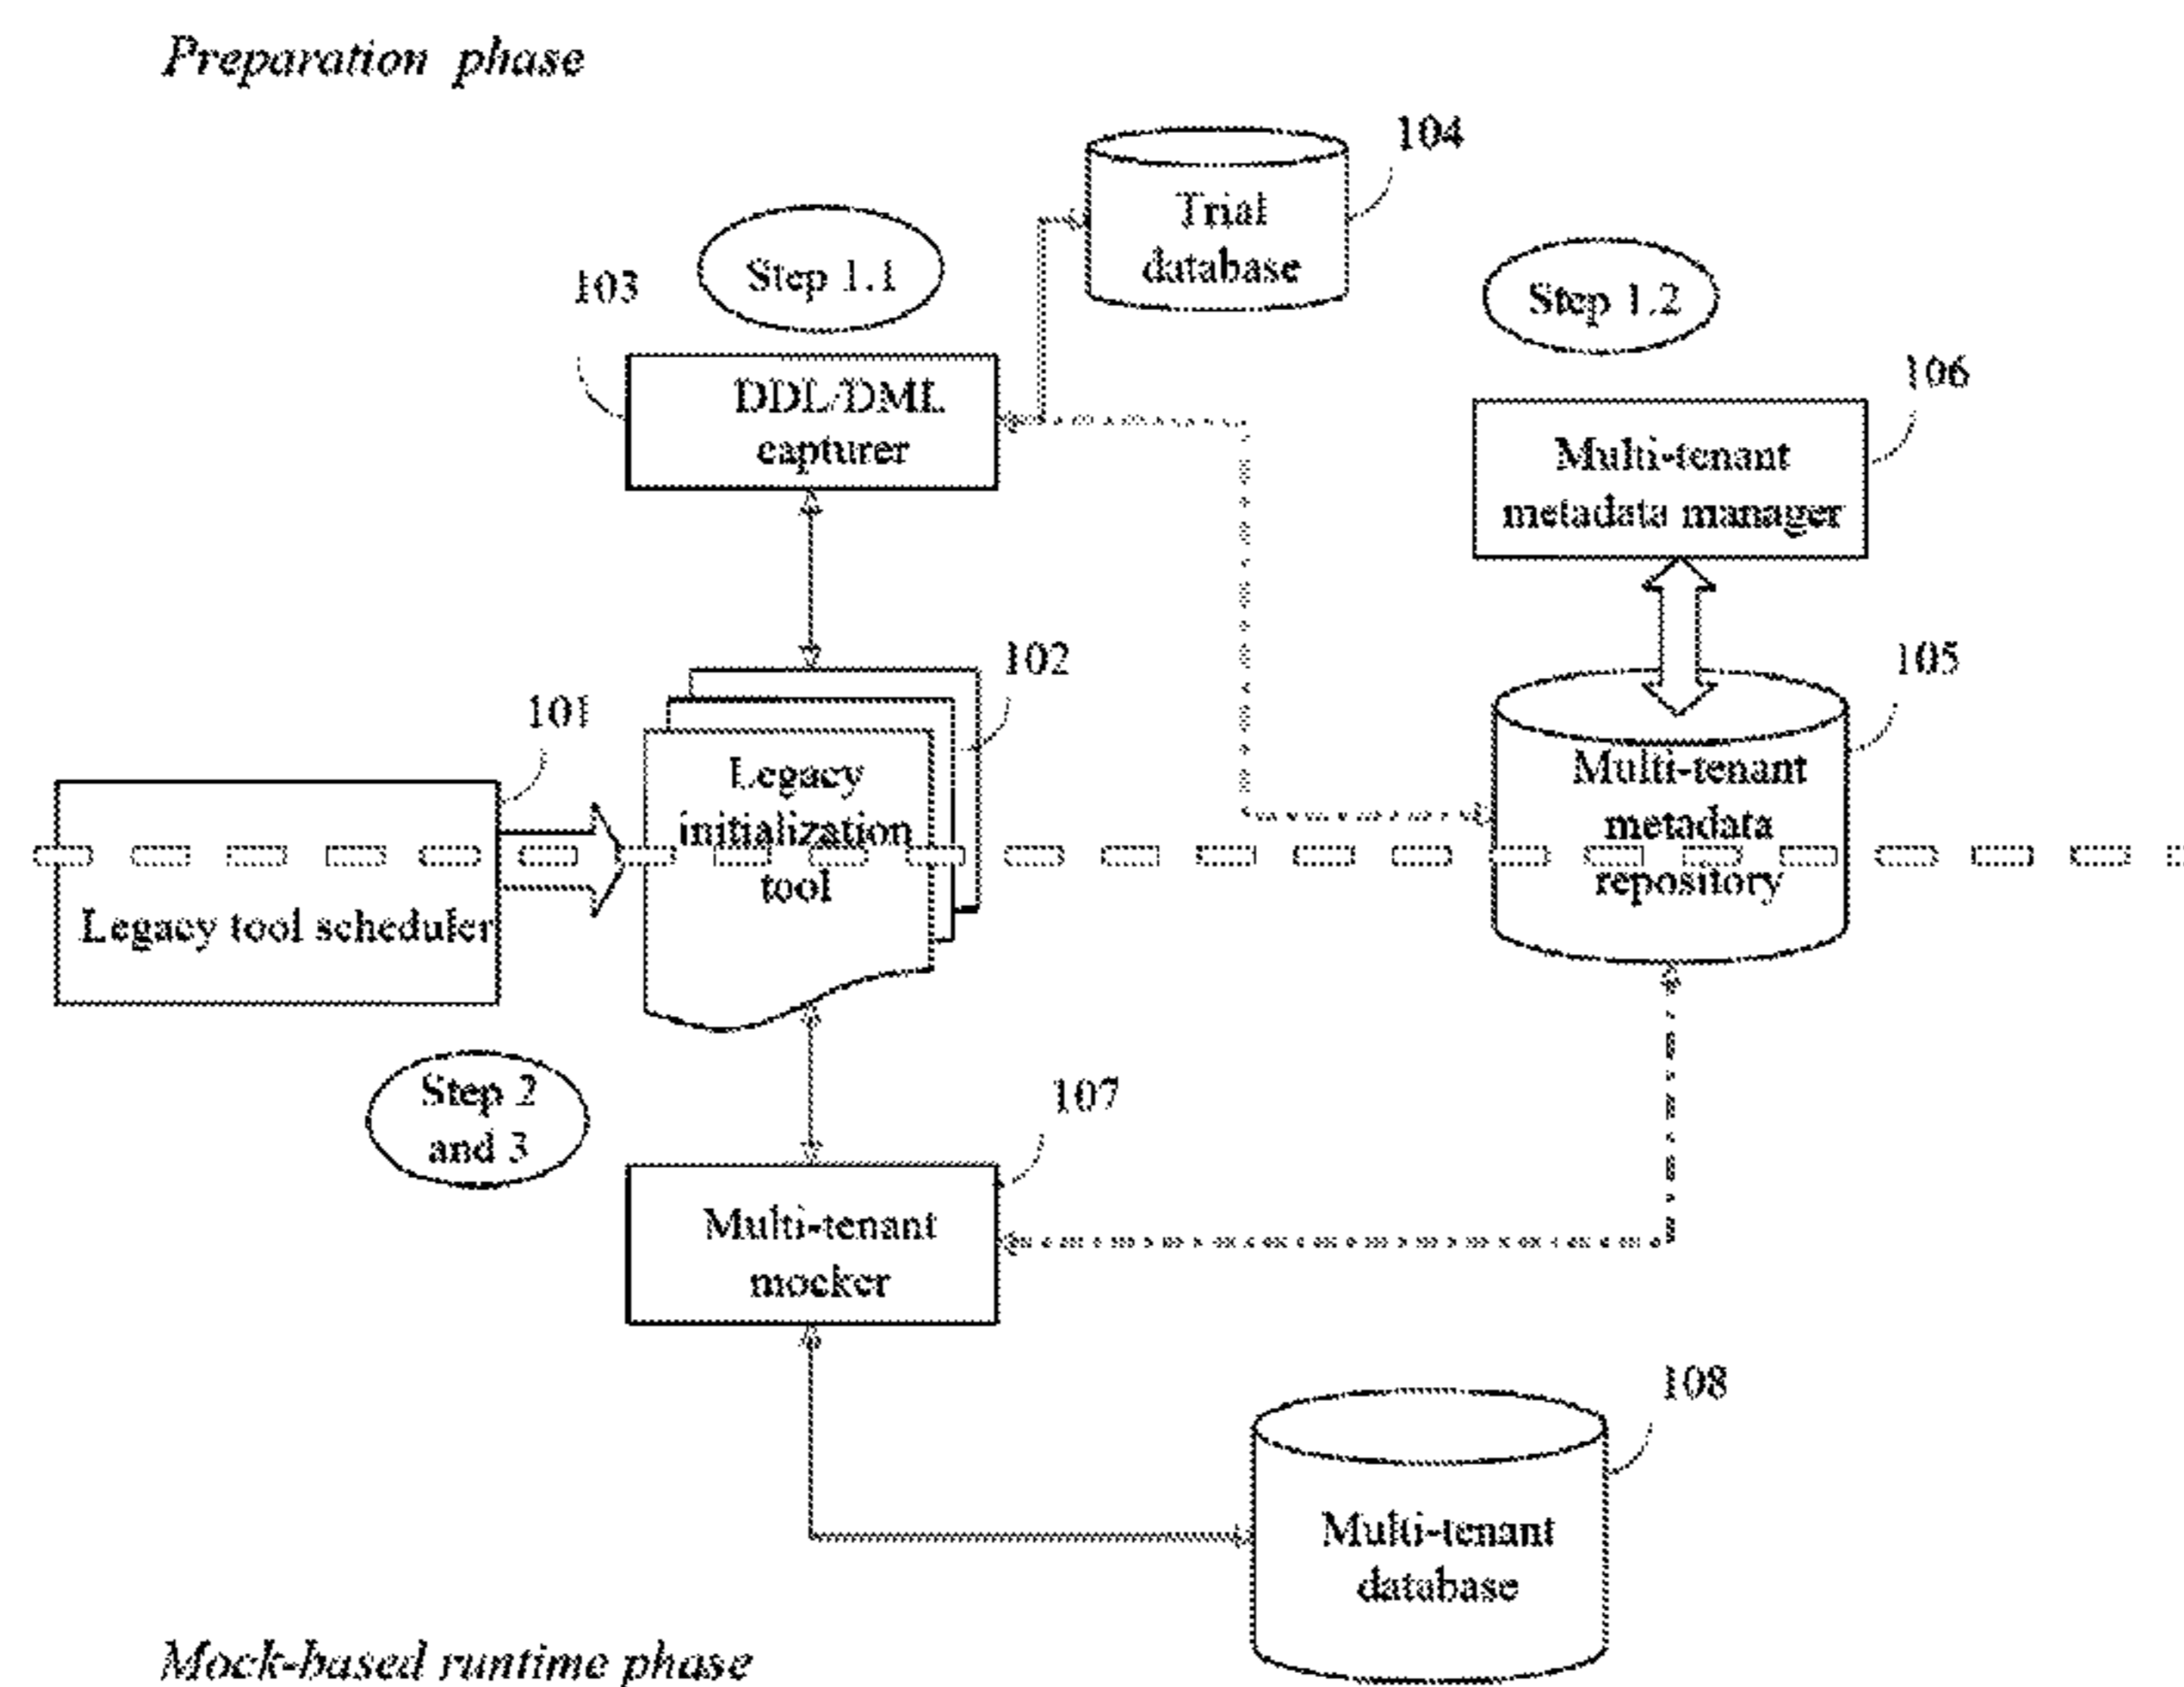 Preparation phase
104
Trial
database
Step 1.1
103
Step 1.2
DDL/DML
capturer
106
Multi-tenant
metadata manager
102
105
101
Legacy
initialization
tool
Multi-tenant
metadata
repository
Legacy tool scheduler
Step 2
and 3
107
Multi-tenant
mocker
108
Multi-tenant
database
Mock-based runtime phase